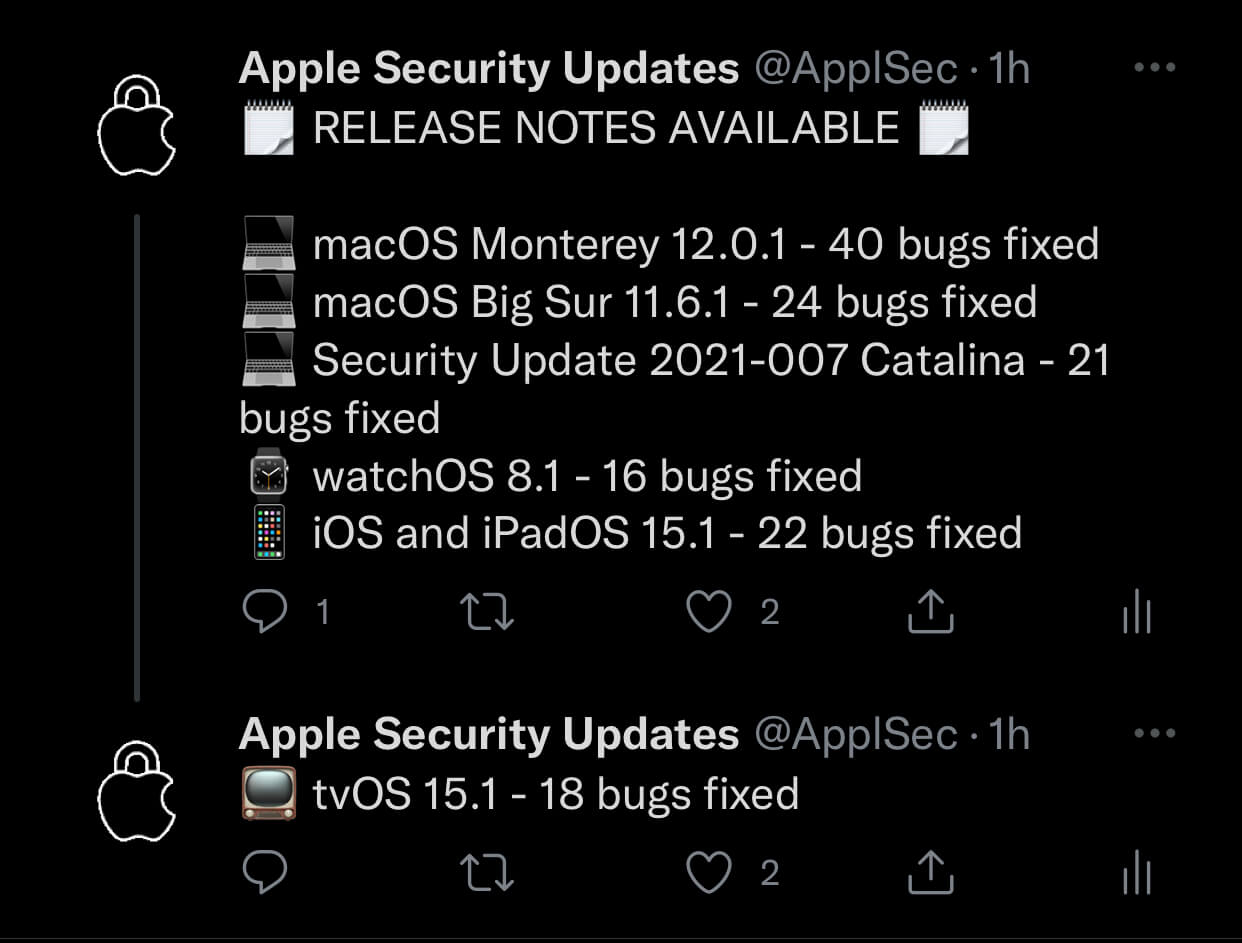 Apple Security Updates @ApplSec · 1h
RELEASE NOTES AVAILABLE
macOS Monterey 12.0.1 - 40 bugs fixed
macOS Big Sur 11.6.1 - 24 bugs fixed
Security Update 2021-007 Catalina - 21
bugs fixed
watchOS 8.1 - 16 bugs fixed
iOS and iPadOS 15.1 - 22 bugs fixed
1 2
Apple Security Updates @ApplSec · 1h
tvOS 15.1 - 18 bugs fixed
2